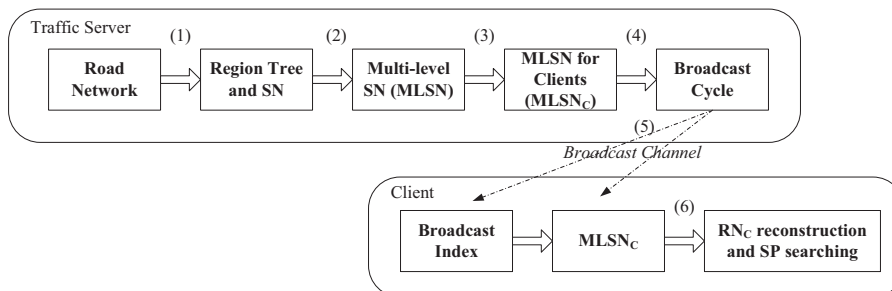 Traffic Server
(1)
(2)
(3)
(4)
Road
Network
Region Tree
and SN
Multi-level
SN (MLSN)
MLSN for
Clients
(MLSNC)
Broadcast
Cycle
(5)
Broadcast Channel
Client
(6)
Broadcast
Index
MLSNC
RNC reconstruction
and SP searching